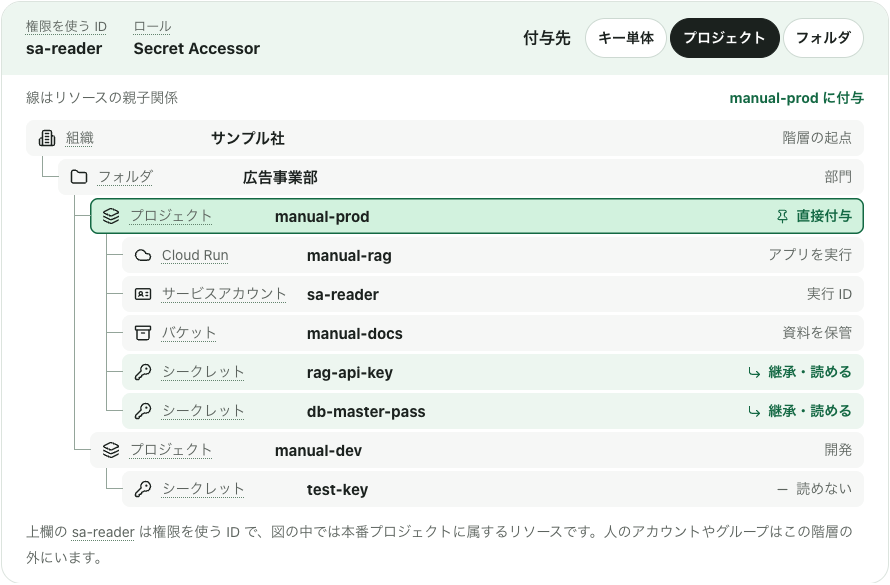 権限を使う ID ロール
sa-reader Secret Accessor
付与先 キー単体 プロジェクト フォルダ
線はリソースの親子関係 manual-prod に付与
組織 サンプル社 階層の起点
フォルダ 広告事業部 部門
プロジェクト manual-prod 直接付与
Cloud Run manual-rag アプリを実行
サービスアカウント sa-reader 実行 ID
バケット manual-docs 資料を保管
シークレット rag-api-key 継承・読める
シークレット db-master-pass 継承・読める
プロジェクト manual-dev 開発
シークレット test-key – 読めない
上欄の sa-reader は権限を使う ID で、図の中では本番プロジェクトに属するリソースです。人のアカウントやグループはこの階層の
外にいます。